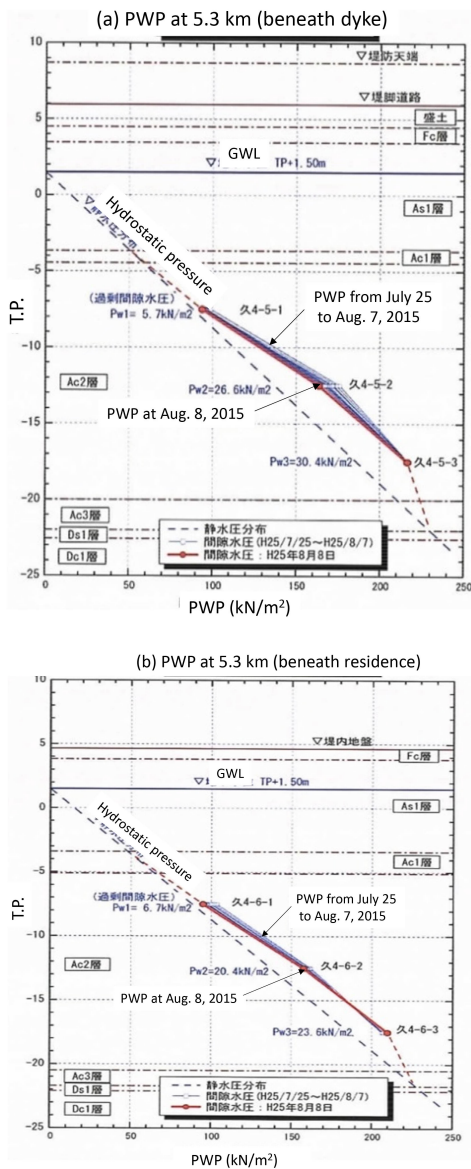 (a) PWP at 5.3 km (beneath dyke)
10
▽堤防天端
▽堤脚道路
5
盛土
Fc層
GWL
TP+1.50m
0
As1層
Hydrostatic pressure
Ac1層
-5
(過剰間隙水圧)
Pw1= 5.7kN/m2
久4-5-1
PWP from July 25
to Aug. 7, 2015
T.P.
-10
Ac2層
Pw2=26.6kN/m2
久4-5-2
PWP at Aug. 8, 2015
-15
Pw3=30.4kN/m2
久4-5-3
-20
Ac3層
Ds1層
Dc1層
静水圧分布
間隙水圧(H25/7/25～H25/8/7)
間隙水圧:H25年8月8日
-25
0 50 100 150 200 250
PWP (kN/m2)
(b) PWP at 5.3 km (beneath residence)
10
5
▽堤内地盤
Fc層
GWL
TP+1.50m
0
As1層
Hydrostatic pressure
Ac1層
-5
(過剰間隙水圧)
Pw1= 6.7kN/m2
久4-6-1
PWP from July 25
to Aug. 7, 2015
T.P.
-10
Ac2層
Pw2=20.4kN/m2
久4-6-2
PWP at Aug. 8, 2015
-15
Pw3=23.6kN/m2
久4-6-3
-20
Ac3層
Ds1層
Dc1層
静水圧分布
間隙水圧(H25/7/25～H25/8/7)
間隙水圧:H25年8月8日
-25
0 50 100 150 200 250
PWP (kN/m2)